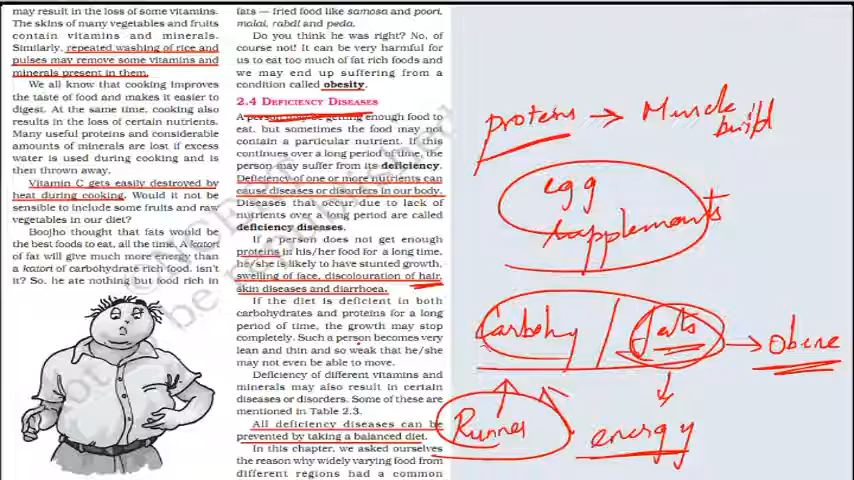 may result in the loss of some vitamins.
The skins of many vegetables and fruits
contain vitamins and minerals.
Similarly, repeated washing of rice and
pulses may remove some vitamins and
minerals present in them.
We all know that cooking improves
the taste of food and makes it easier to
digest. At the same time, cooking also
results in the loss of certain nutrients.
Many useful proteins and considerable
amounts of minerals are lost if excess
water is used during cooking and is
then thrown away.
Vitamin C gets easily destroyed by
heat during cooking. Would it not be
sensible to include some fruits and raw
vegetables in our diet?
Boojho thought that fats would be
the best foods to eat, all the time. A katori
of fat will give much more energy than
a katori of carbohydrate rich food, isn't
it? So, he ate nothing but food rich in
fats — fried food like samosa and poori,
malai, rabdi and peda.
Do you think he was right? No, of
course not! It can be very harmful for
us to eat too much of fat rich foods and
we may end up suffering from a
condition called obesity.
2.4 DEFICIENCY DISEASES
A person may be getting enough food to
eat, but sometimes the food may not
contain a particular nutrient. If this
continues over a long period of time, the
person may suffer from its deficiency.
Deficiency of one or more nutrients can
cause diseases or disorders in our body.
Diseases that occur due to lack of
nutrients over a long period are called
deficiency diseases.
If a person does not get enough
proteins in his/her food for a long time,
he/she is likely to have stunted growth,
swelling of face, discolouration of hair,
skin diseases and diarrhoea.
If the diet is deficient in both
carbohydrates and proteins for a long
period of time, the growth may stop
completely. Such a person becomes very
lean and thin and so weak that he/she
may not even be able to move.
Deficiency of different vitamins and
minerals may also result in certain
diseases or disorders. Some of these are
mentioned in Table 2.3.
All deficiency diseases can be
prevented by taking a balanced diet.
In this chapter, we asked ourselves
the reason why widely varying food from
different regions had a common
proteins → Muscle
build
egg
supplements
Carbohy / fats → Obese
Runner energy